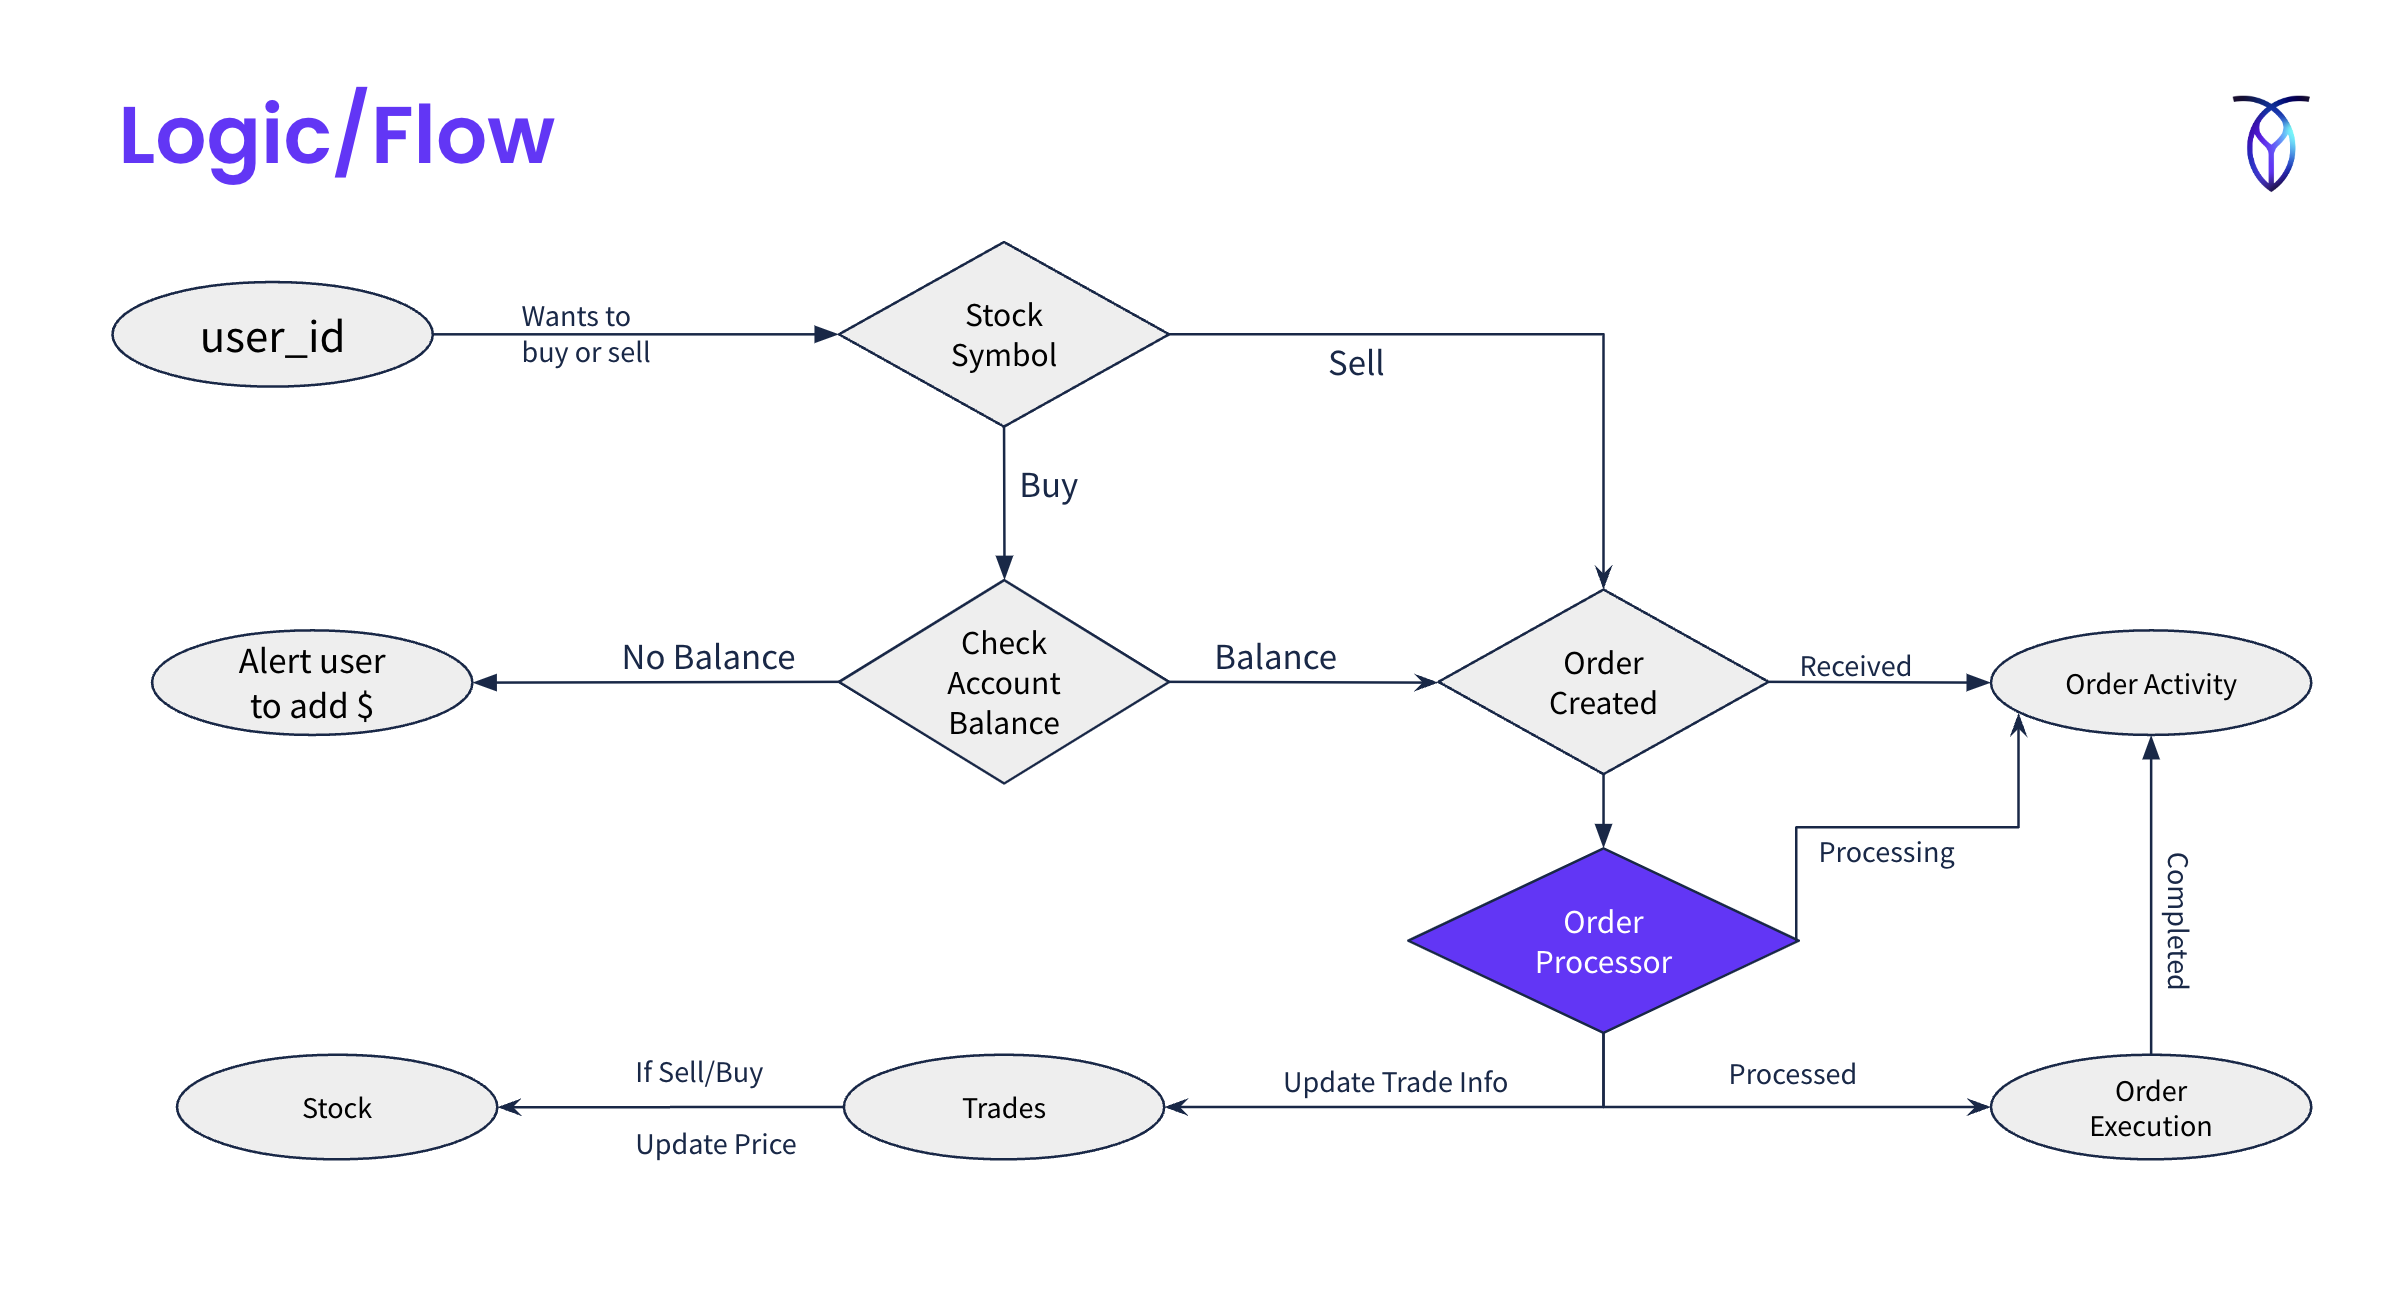 Logic/Flow
user_id
Wants to
buy or sell
Stock
Symbol
Sell
Buy
Alert user
to add $
No Balance
Check
Account
Balance
Balance
Order
Created
Received
Order Activity
Processing
Order
Processor
Completed
Stock
If Sell/Buy
Update Price
Trades
Update Trade Info
Processed
Order
Execution